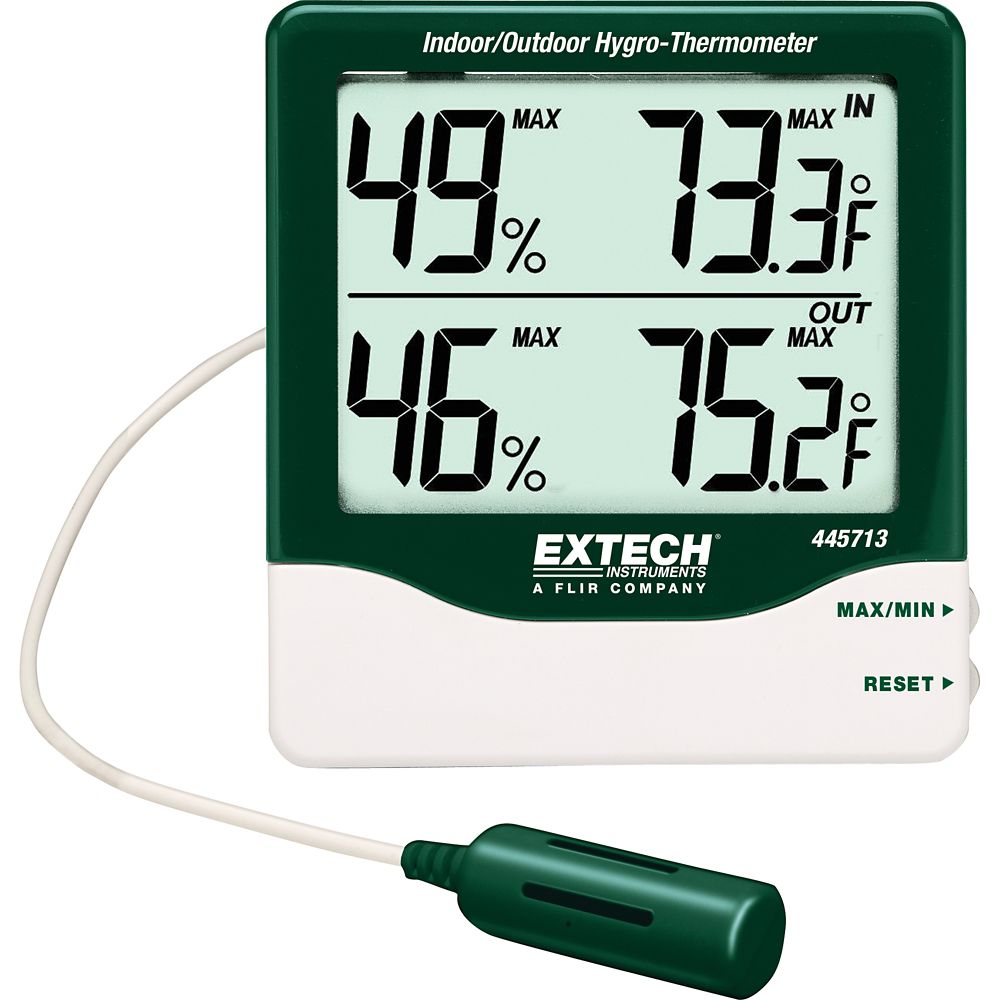 Indoor/Outdoor Hygro-Thermometer
49% MAX 73.3°F MAX IN
46% MAX 75.2°F MAX OUT
EXTECH® 445713
INSTRUMENTS
A FLIR COMPANY
MAX/MIN ▶
RESET ▶